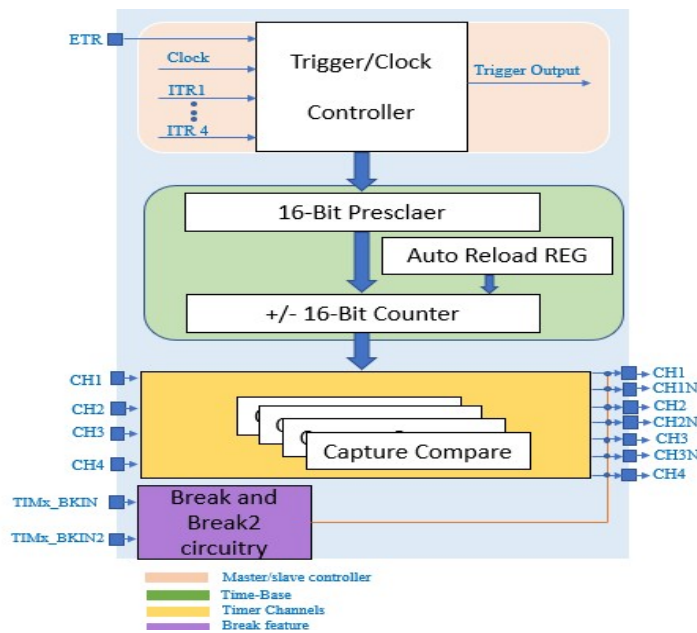 ETR
Clock
ITR1
ITR 4
Trigger/Clock
Controller
Trigger Output
16-Bit Presclaer
Auto Reload REG
+/- 16-Bit Counter
CH1
CH2
CH3
CH4
Capture Compare
CH1
CH1N
CH2
CH2N
CH3
CH3N
CH4
TIMx_BKIN
TIMx_BKIN2
Break and
Break2
circuitry
Master/slave controller
Time-Base
Timer Channels
Break feature